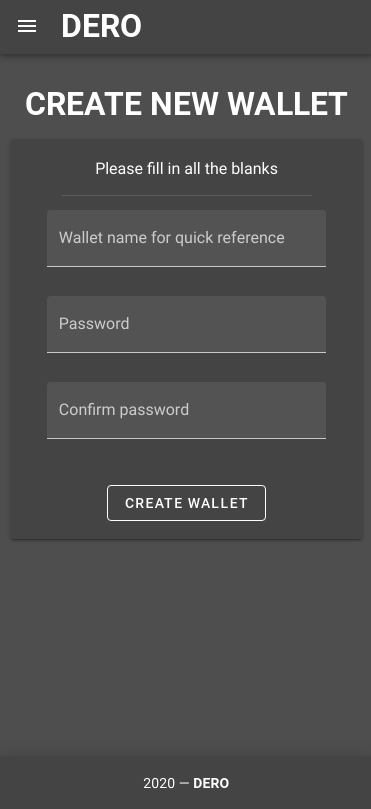 DERO
CREATE NEW WALLET
Please fill in all the blanks
Wallet name for quick reference
Password
Confirm password
CREATE WALLET
2020 — DERO